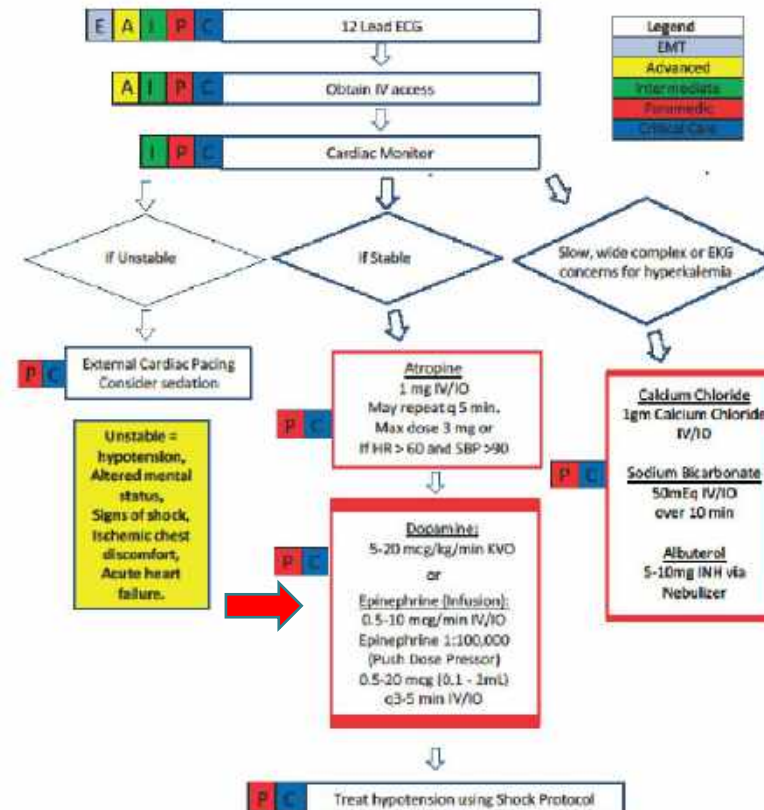 E A I P C 12 Lead ECG
Legend
EMT
Advanced
Intermediate
Paramedic
Critical Care
A I P C Obtain IV access
I P C Cardiac Monitor
If Unstable
If Stable
Slow, wide complex or EKG
concerns for hyperkalemia
P C External Cardiac Pacing
Consider sedation
Unstable =
hypotension,
Altered mental
status,
Signs of shock,
Ischemic chest
discomfort,
Acute heart
failure.
P C
Atropine
1 mg IV/IO
May repeat q 5 min.
Max dose 3 mg or
If HR > 60 and SBP >90
P C
Dopamine:
5-20 mcg/kg/min KVO
or
Epinephrine (Infusion):
0.5-10 mcg/min IV/IO
Epinephrine 1:100,000
(Push Dose Pressor)
0.5-20 mcg (0.1 - 2mL)
q3-5 min IV/IO
P C
Calcium Chloride
1gm Calcium Chloride
IV/IO
Sodium Bicarbonate
50mEq IV/IO
over 10 min
Albuterol
5-10mg INH via
Nebulizer
P C Treat hypotension using Shock Protocol